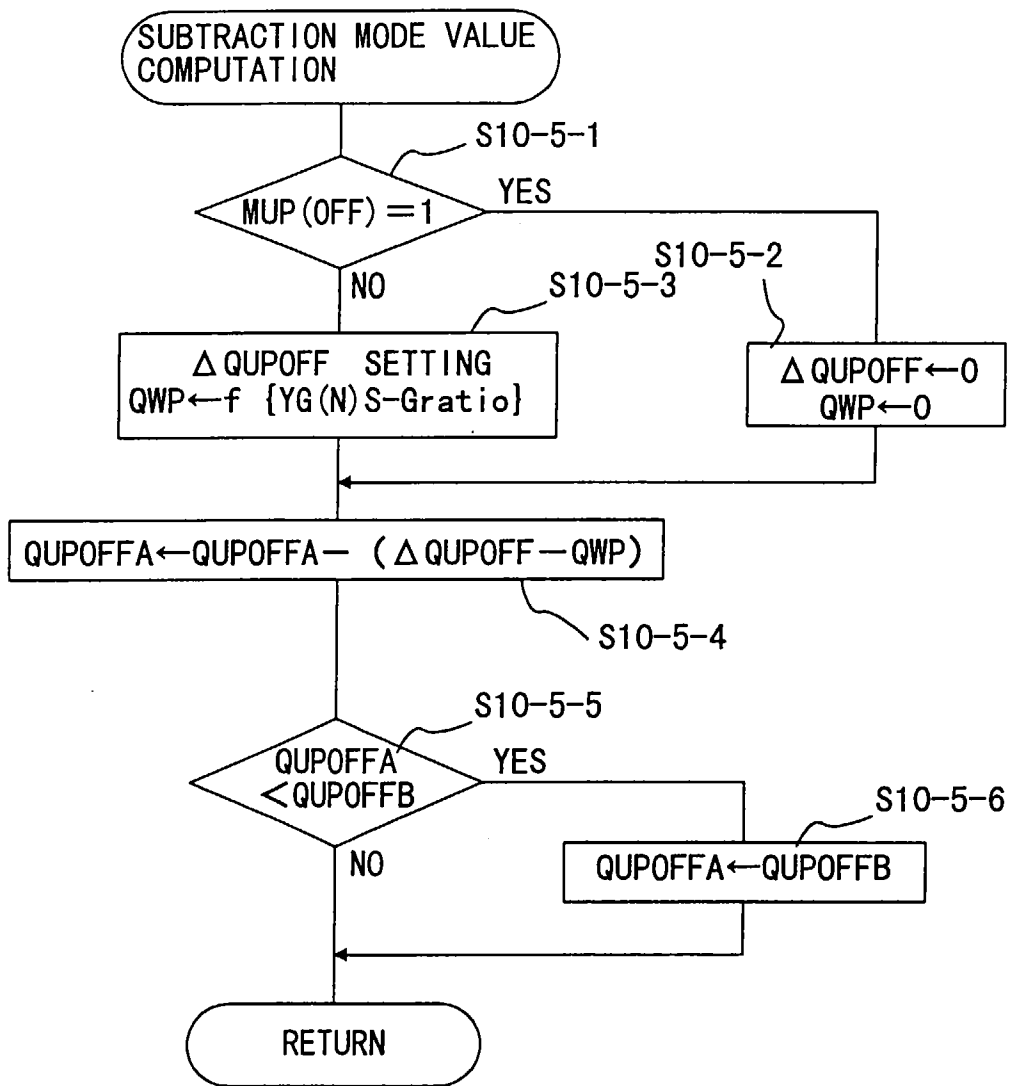 SUBTRACTION MODE VALUE
COMPUTATION
S10-5-1
MUP(OFF)=1
YES
NO
S10-5-2
S10-5-3
ΔQUPOFF SETTING
QWP←f {YG(N)S-Gratio}
ΔQUPOFF←0
QWP←0
QUPOFFA←QUPOFFA-(ΔQUPOFF-QWP)
S10-5-4
S10-5-5
QUPOFFA
<QUPOFFB
YES
NO
S10-5-6
QUPOFFA←QUPOFFB
RETURN